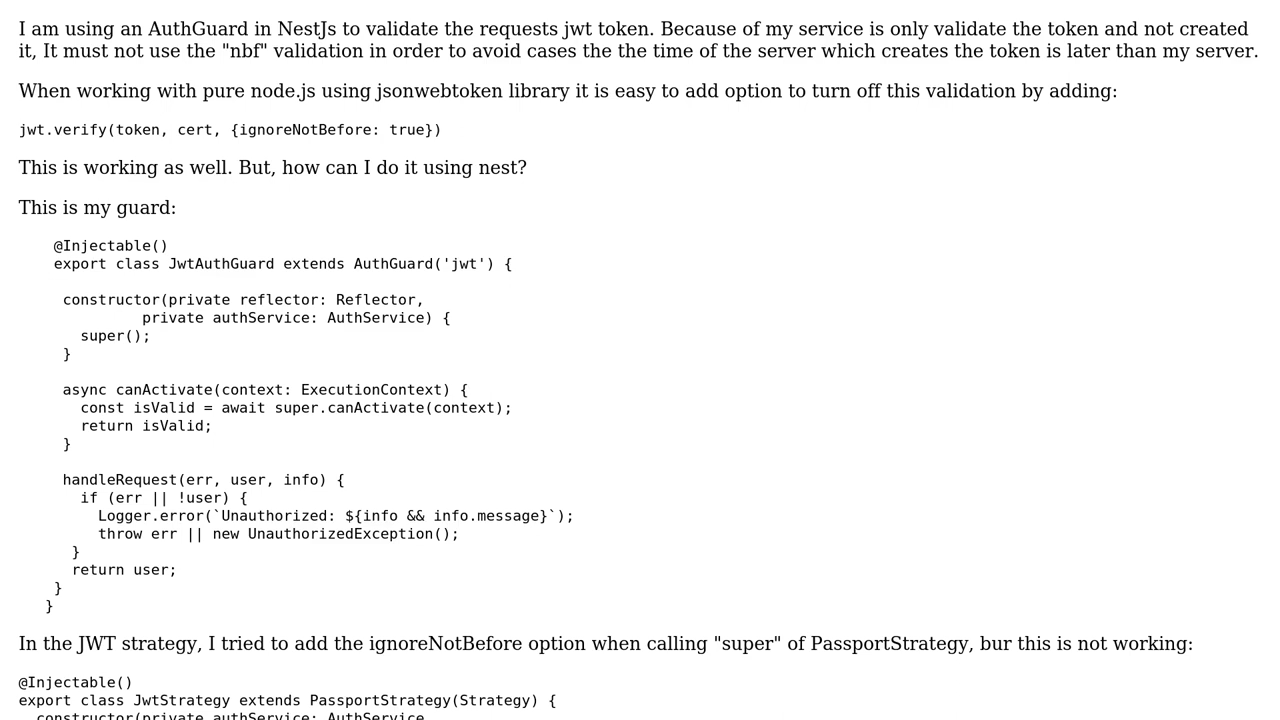 I am using an AuthGuard in NestJs to validate the requests jwt token. Because of my service is only validate the token and not created
it, It must not use the "nbf" validation in order to avoid cases the the time of the server which creates the token is later than my server.
When working with pure node.js using jsonwebtoken library it is easy to add option to turn off this validation by adding:
jwt.verify(token, cert, {ignoreNotBefore: true})
This is working as well. But, how can I do it using nest?
This is my guard:
@Injectable()
export class JwtAuthGuard extends AuthGuard('jwt') {
constructor(private reflector: Reflector,
private authService: AuthService) {
super();
}
async canActivate(context: ExecutionContext) {
const isValid = await super.canActivate(context);
return isValid;
}
handleRequest(err, user, info) {
if (err || !user) {
Logger.error(`Unauthorized: ${info && info.message}`);
throw err || new UnauthorizedException();
}
return user;
}
}
In the JWT strategy, I tried to add the ignoreNotBefore option when calling "super" of PassportStrategy, bur this is not working:
@Injectable()
export class JwtStrategy extends PassportStrategy(Strategy) {
constructor(private authService: AuthService,